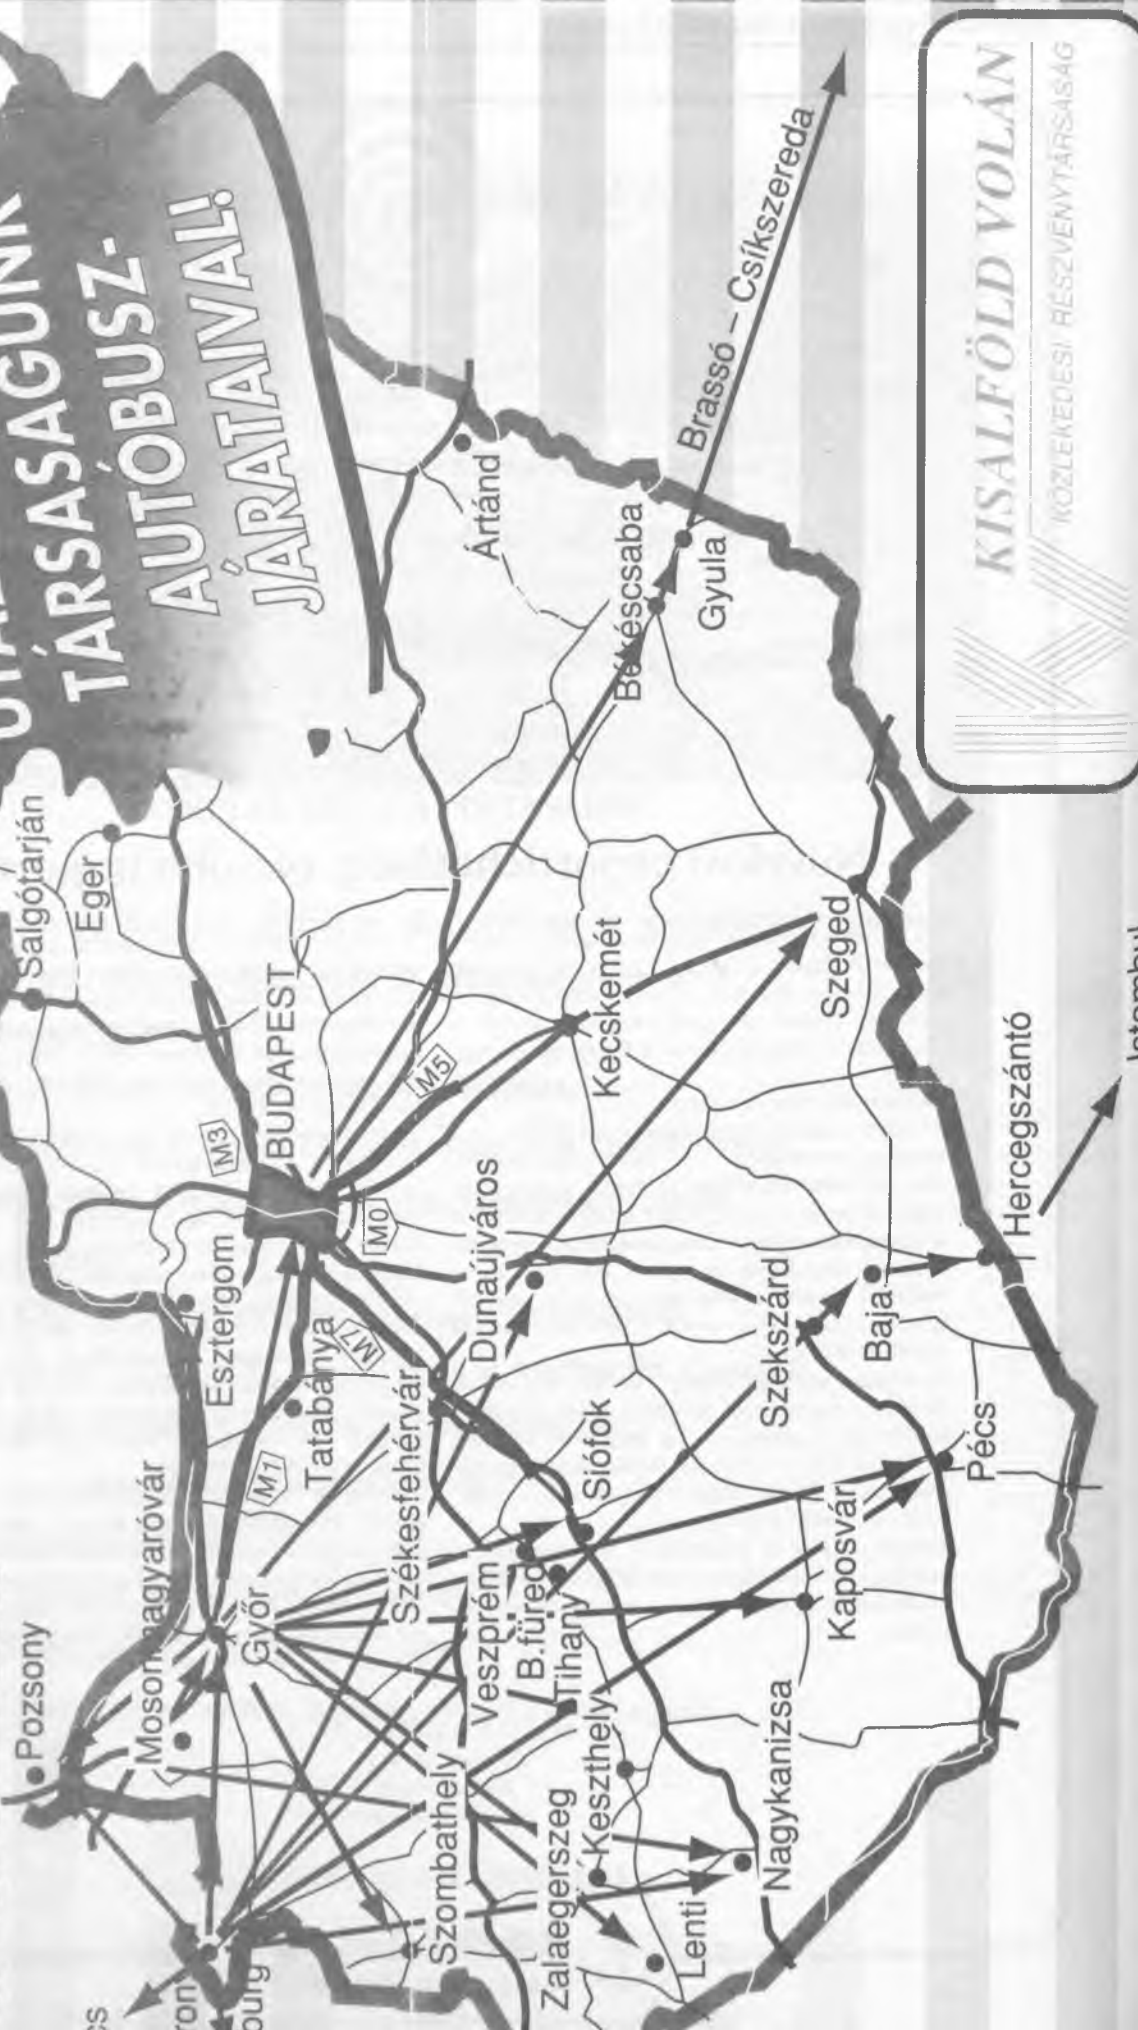 TÁRSASÁGUNK
AUTÓBUSZ-
JÁRATAIVAL!
Pozsony
Mosonmagyaróvár
Győr
M1
Tatabánya
Esztergom
M3
BUDAPEST
Salgótarján
Eger
M7
M0
M5
Székesfehérvár
Dunaújváros
Kecskemét
Ártánd
Békéscsaba
Gyula
Brassó – Csíkszereda
Szombathely
Veszprém
B.füred
Tihany
Siófok
Zalaegerszeg
Keszthely
Lenti
Nagykanizsa
Kaposvár
Szekszárd
Baja
Pécs
Szeged
Hercegszántó
KISALFÖLD VOLÁN
KÖZLEKEDÉSI RÉSZVÉNYTÁRSASÁG